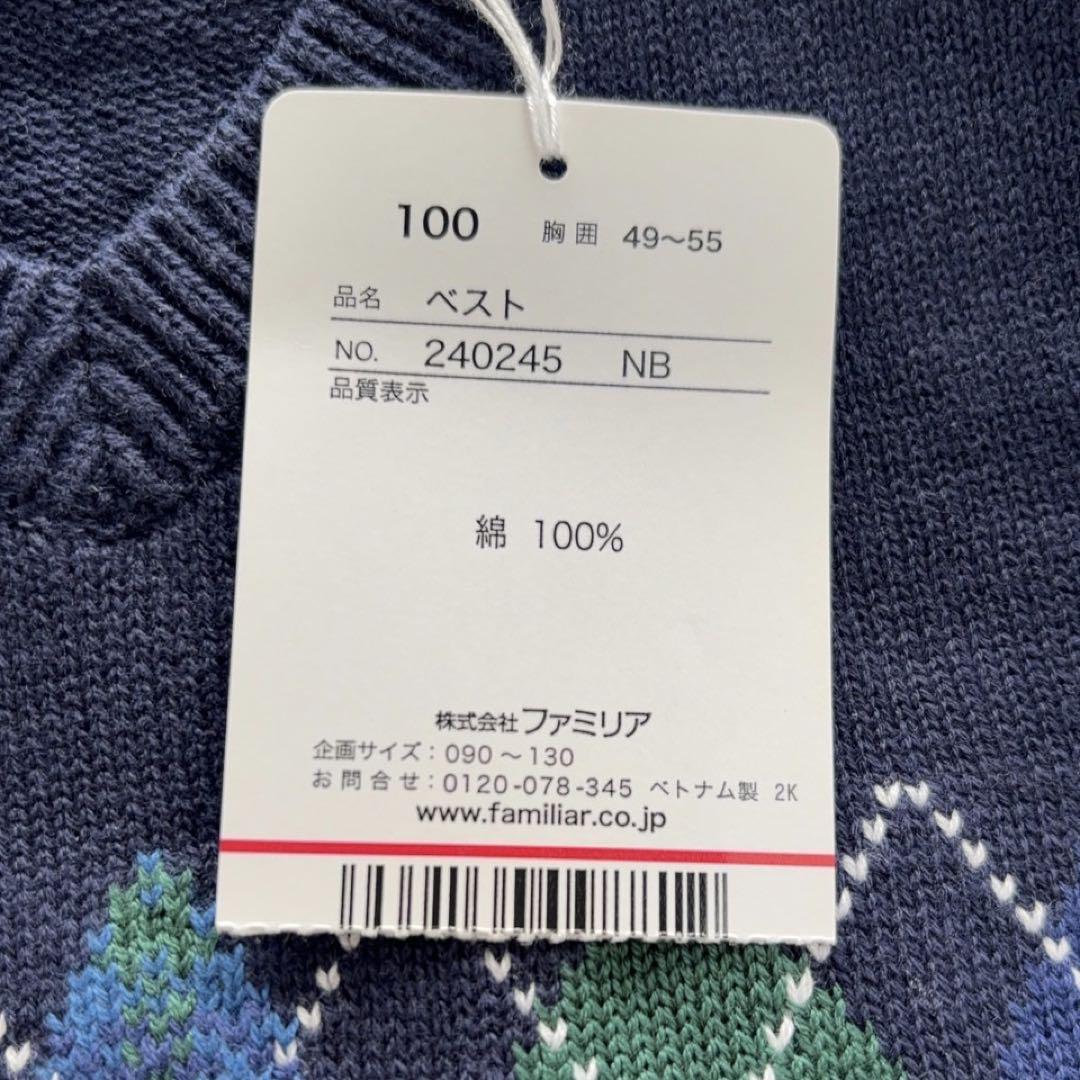 100 胸囲 49〜55
品名 ベスト
NO. 240245 NB
品質表示
綿 100%
株式会社ファミリア
企画サイズ：090〜130
お問合せ：0120-078-345 ベトナム製 2K
www.familiar.co.jp